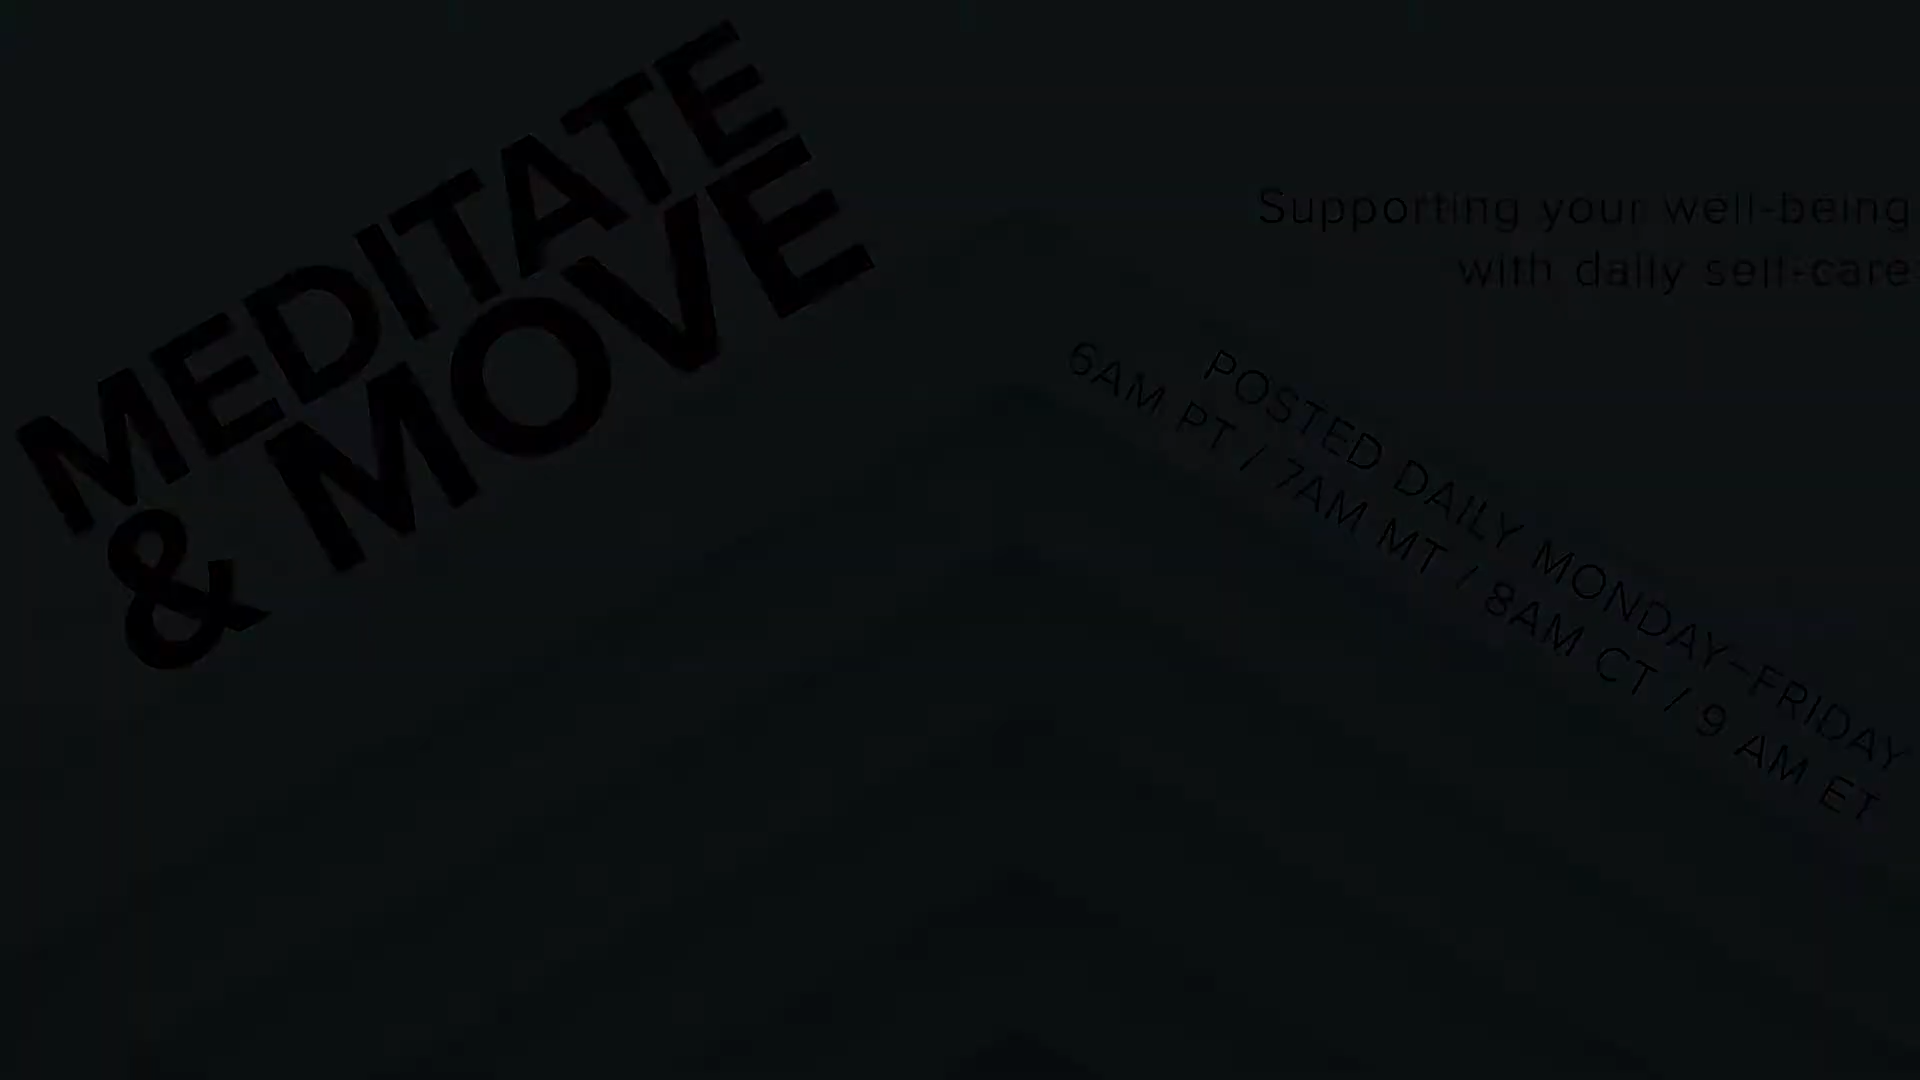 MEDITATE
& MOVE
Supporting your well-being
with daily self-care
POSTED DAILY MONDAY–FRIDAY
6AM PT / 7AM MT / 8AM CT / 9 AM ET